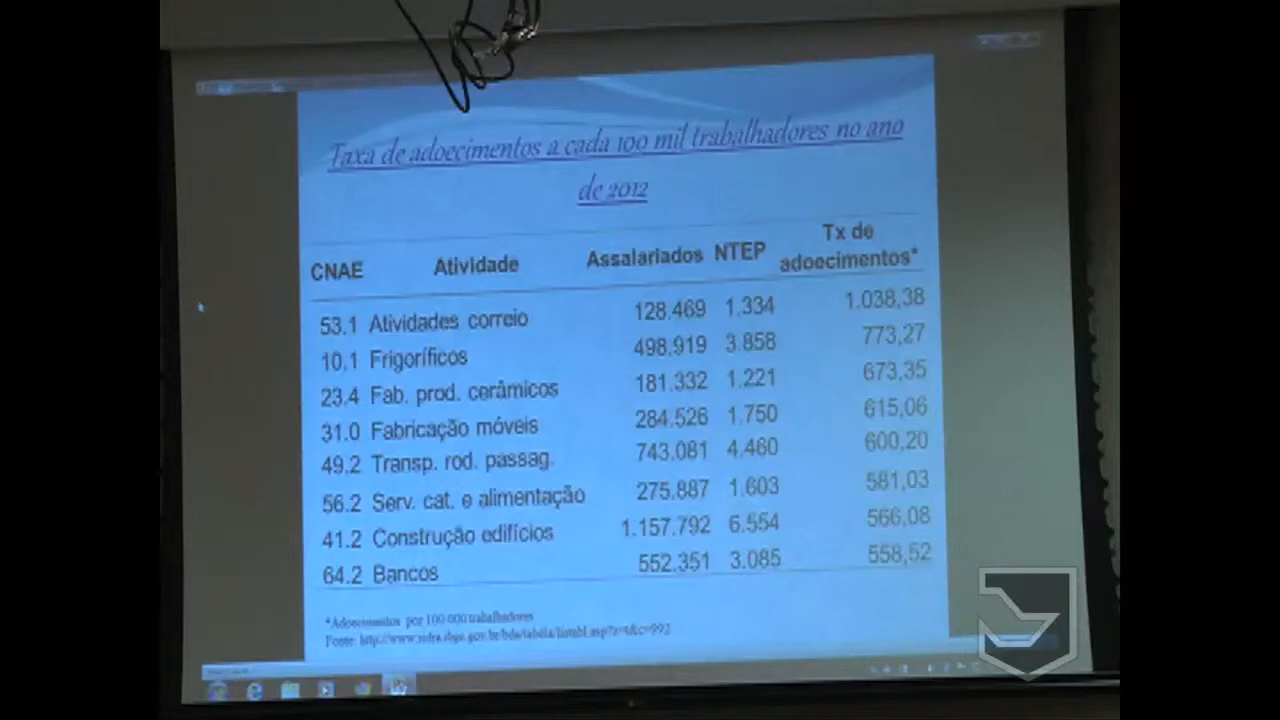 Taxa de adoecimentos a cada 100 mil trabalhadores no ano
de 2012
CNAE Atividade Assalariados NTEP Tx de adoecimentos*
53.1 Atividades correio 128.469 1.334 1.038,38
10.1 Frigoríficos 498.919 3.858 773,27
23.4 Fab. prod. cerâmicos 181.332 1.221 673,35
31.0 Fabricação móveis 284.526 1.750 615,06
49.2 Transp. rod. passag. 743.081 4.460 600,20
56.2 Serv. cat. e alimentação 275.887 1.603 581,03
41.2 Construção edifícios 1.157.792 6.554 566,08
64.2 Bancos 552.351 3.085 558,52
*Adoecimentos por 100 000 trabalhadores
Fonte: